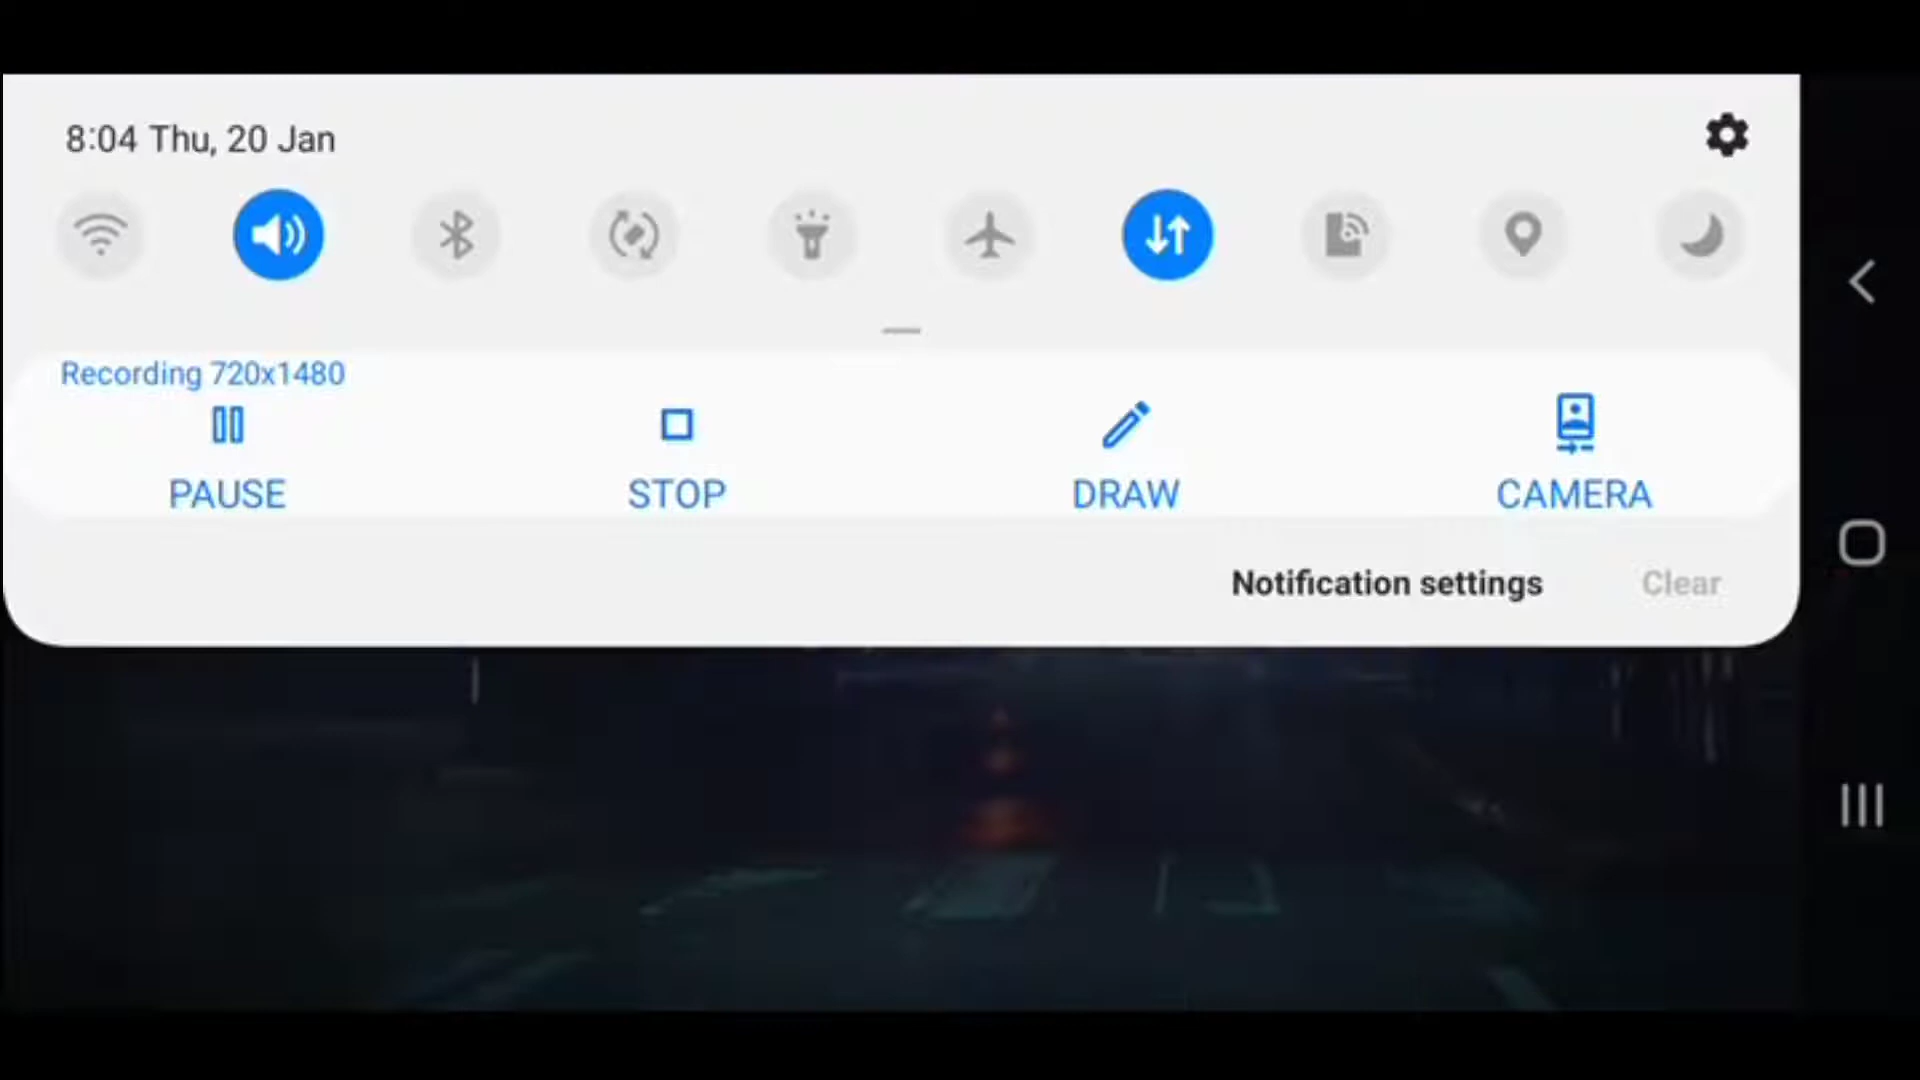 8:04 Thu, 20 Jan
Recording 720x1480
PAUSE
STOP
DRAW
CAMERA
Notification settings
Clear